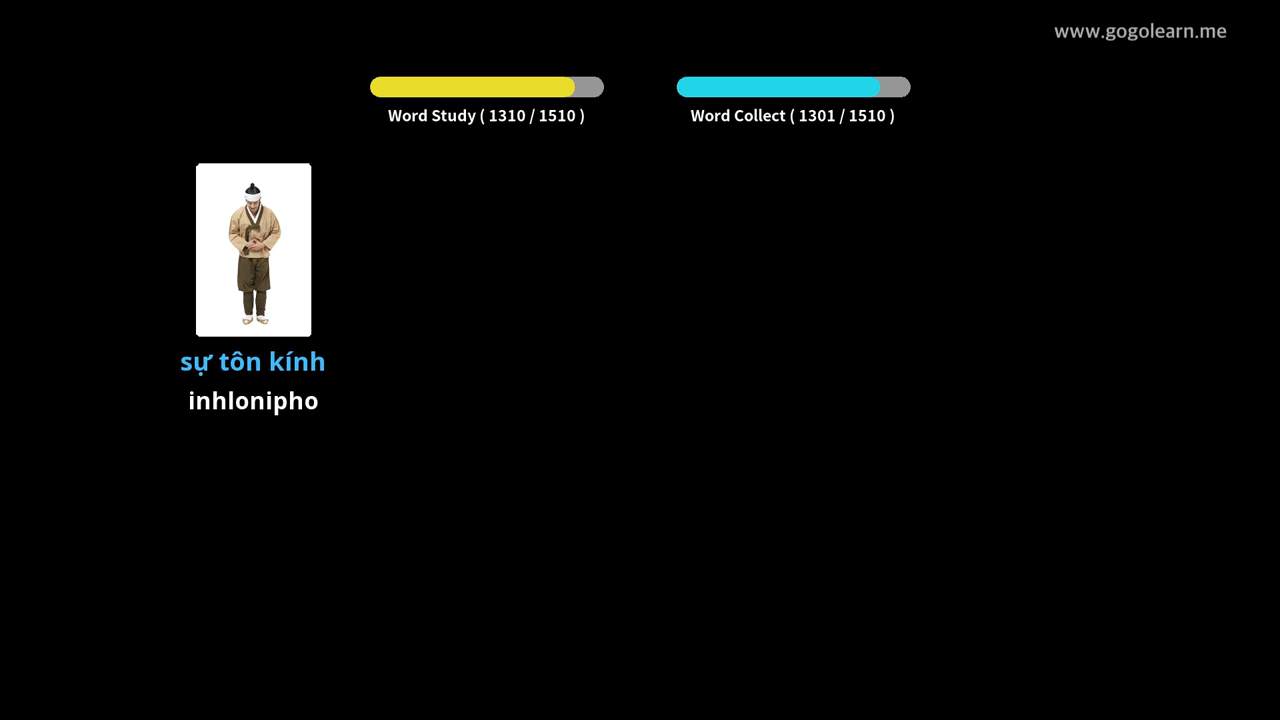 www.gogolearn.me
Word Study ( 1310 / 1510 )
Word Collect ( 1301 / 1510 )
sự tôn kính
inhlonipho